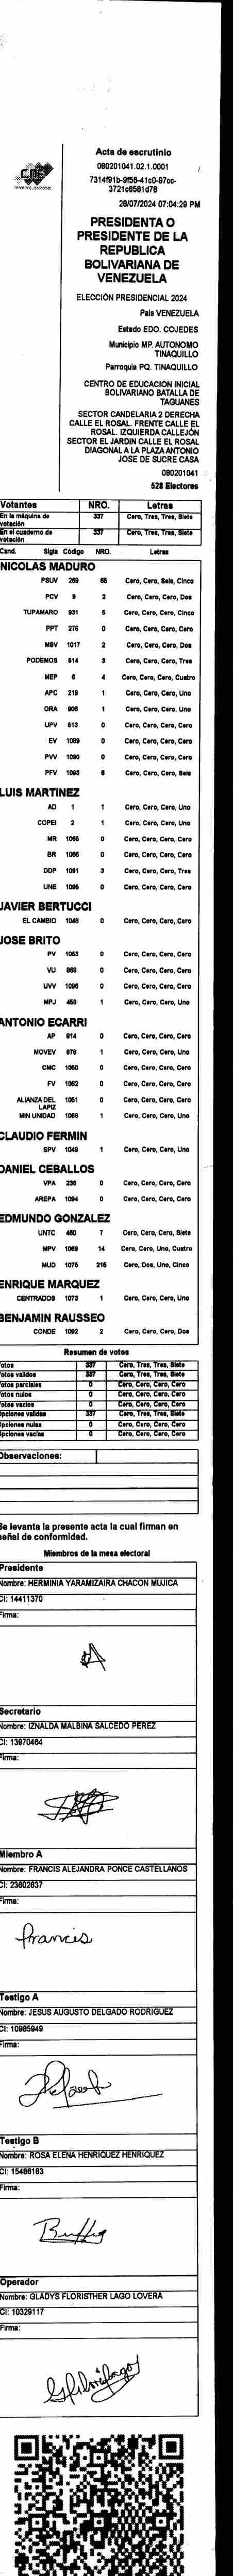 CNE
Acta de escrutinio
080201041.02.1.0001
28/07/2024 07:04:29 PM
PRESIDENTA O
PRESIDENTE DE LA
REPUBLICA
BOLIVARIANA DE
VENEZUELA
ELECCIÓN PRESIDENCIAL 2024
País VENEZUELA
Estado EDO. COJEDES
Municipio MP. AUTONOMO
TINAQUILLO
Parroquia PQ. TINAQUILLO
CENTRO DE EDUCACION INICIAL
BOLIVARIANO BATALLA DE
TAGUANES
SECTOR CANDELARIA 2 DERECHA
CALLE EL ROSAL. FRENTE CALLE EL
ROSAL. IZQUIERDA CALLEJÓN
SECTOR EL JARDIN CALLE EL ROSAL
DIAGONAL A LA PLAZA ANTONIO
JOSE DE SUCRE CASA
080201041
528 Electores
Votantes NRO. Letras
En la máquina de votación 337 Cero, Tres, Tres, Siete
En el cuaderno de votación 337 Cero, Tres, Tres, Siete
Cand. Sigla Código NRO. Letras
NICOLAS MADURO
PSUV 269 65 Cero, Cero, Seis, Cinco
PCV 9 2 Cero, Cero, Cero, Dos
TUPAMARO 931 5 Cero, Cero, Cero, Cinco
PPT 276 0 Cero, Cero, Cero, Cero
MSV 1017 2 Cero, Cero, Cero, Dos
PODEMOS 514 3 Cero, Cero, Cero, Tres
MEP 6 4 Cero, Cero, Cero, Cuatro
APC 219 1 Cero, Cero, Cero, Uno
ORA 906 1 Cero, Cero, Cero, Uno
UPV 513 0 Cero, Cero, Cero, Cero
EV 1089 0 Cero, Cero, Cero, Cero
PVV 1090 0 Cero, Cero, Cero, Cero
PFV 1093 6 Cero, Cero, Cero, Seis
LUIS MARTINEZ
AD 1 1 Cero, Cero, Cero, Uno
COPEI 2 1 Cero, Cero, Cero, Uno
MR 1065 0 Cero, Cero, Cero, Cero
BR 1066 0 Cero, Cero, Cero, Cero
DDP 1091 3 Cero, Cero, Cero, Tres
UNE 1095 0 Cero, Cero, Cero, Cero
JAVIER BERTUCCI
EL CAMBIO 1048 0 Cero, Cero, Cero, Cero
JOSE BRITO
PV 1053 0 Cero, Cero, Cero, Cero
VU 969 0 Cero, Cero, Cero, Cero
UVV 1096 0 Cero, Cero, Cero, Cero
MPJ 458 1 Cero, Cero, Cero, Uno
ANTONIO ECARRI
AP 914 0 Cero, Cero, Cero, Cero
MOVEV 978 1 Cero, Cero, Cero, Uno
CMC 1050 0 Cero, Cero, Cero, Cero
FV 1062 0 Cero, Cero, Cero, Cero
ALIANZA DEL LAPIZ 1051 0 Cero, Cero, Cero, Cero
MIN UNIDAD 1068 1 Cero, Cero, Cero, Uno
CLAUDIO FERMIN
SPV 1049 1 Cero, Cero, Cero, Uno
DANIEL CEBALLOS
VPA 236 0 Cero, Cero, Cero, Cero
AREPA 1094 0 Cero, Cero, Cero, Cero
EDMUNDO GONZALEZ
UNTC 460 7 Cero, Cero, Cero, Siete
MPV 1069 14 Cero, Cero, Uno, Cuatro
MUD 1075 215 Cero, Dos, Uno, Cinco
ENRIQUE MARQUEZ
CENTRADOS 1073 1 Cero, Cero, Cero, Uno
BENJAMIN RAUSSEO
CONDE 1092 2 Cero, Cero, Cero, Dos
Resumen de votos
Votos 337 Cero, Tres, Tres, Siete
Votos validos 337 Cero, Tres, Tres, Siete
Votos parciales 0 Cero, Cero, Cero, Cero
Votos nulos 0 Cero, Cero, Cero, Cero
Votos vacios 0 Cero, Cero, Cero, Cero
Opciones validas 337 Cero, Tres, Tres, Siete
Opciones nulas 0 Cero, Cero, Cero, Cero
Opciones vacias 0 Cero, Cero, Cero, Cero
Observaciones:
Se levanta la presente acta la cual firman en
señal de conformidad.
Miembros de la mesa electoral
Presidente
Nombre: HERMINIA YARAMIZAIRA CHACON MUJICA
CI: 14411370
Firma:
Secretario
Nombre: IZNALDA MALBINA SALCEDO PEREZ
CI: 13970464
Firma:
Miembro A
Nombre: FRANCIS ALEJANDRA PONCE CASTELLANOS
CI: 23602637
Firma:
Francis
Testigo A
Nombre: JESUS AUGUSTO DELGADO RODRIGUEZ
CI: 10985949
Firma:
Testigo B
Nombre: ROSA ELENA HENRIQUEZ HENRIQUEZ
CI: 15486183
Firma:
Operador
Nombre: GLADYS FLORISTHER LAGO LOVERA
CI: 10329117
Firma: